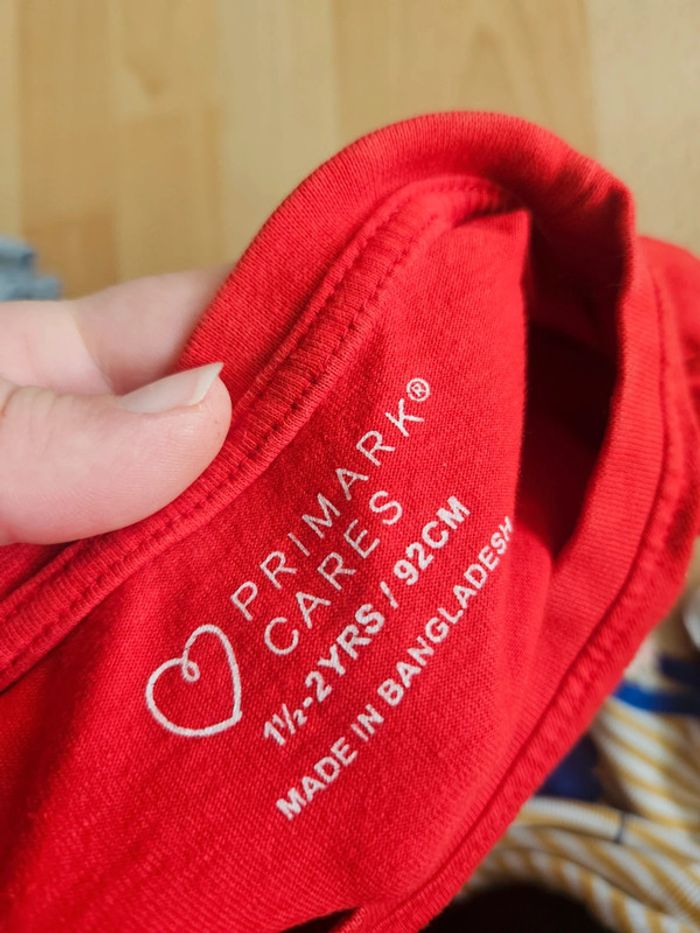 PRIMARK®
CARES
1½-2YRS / 92CM
MADE IN BANGLADESH